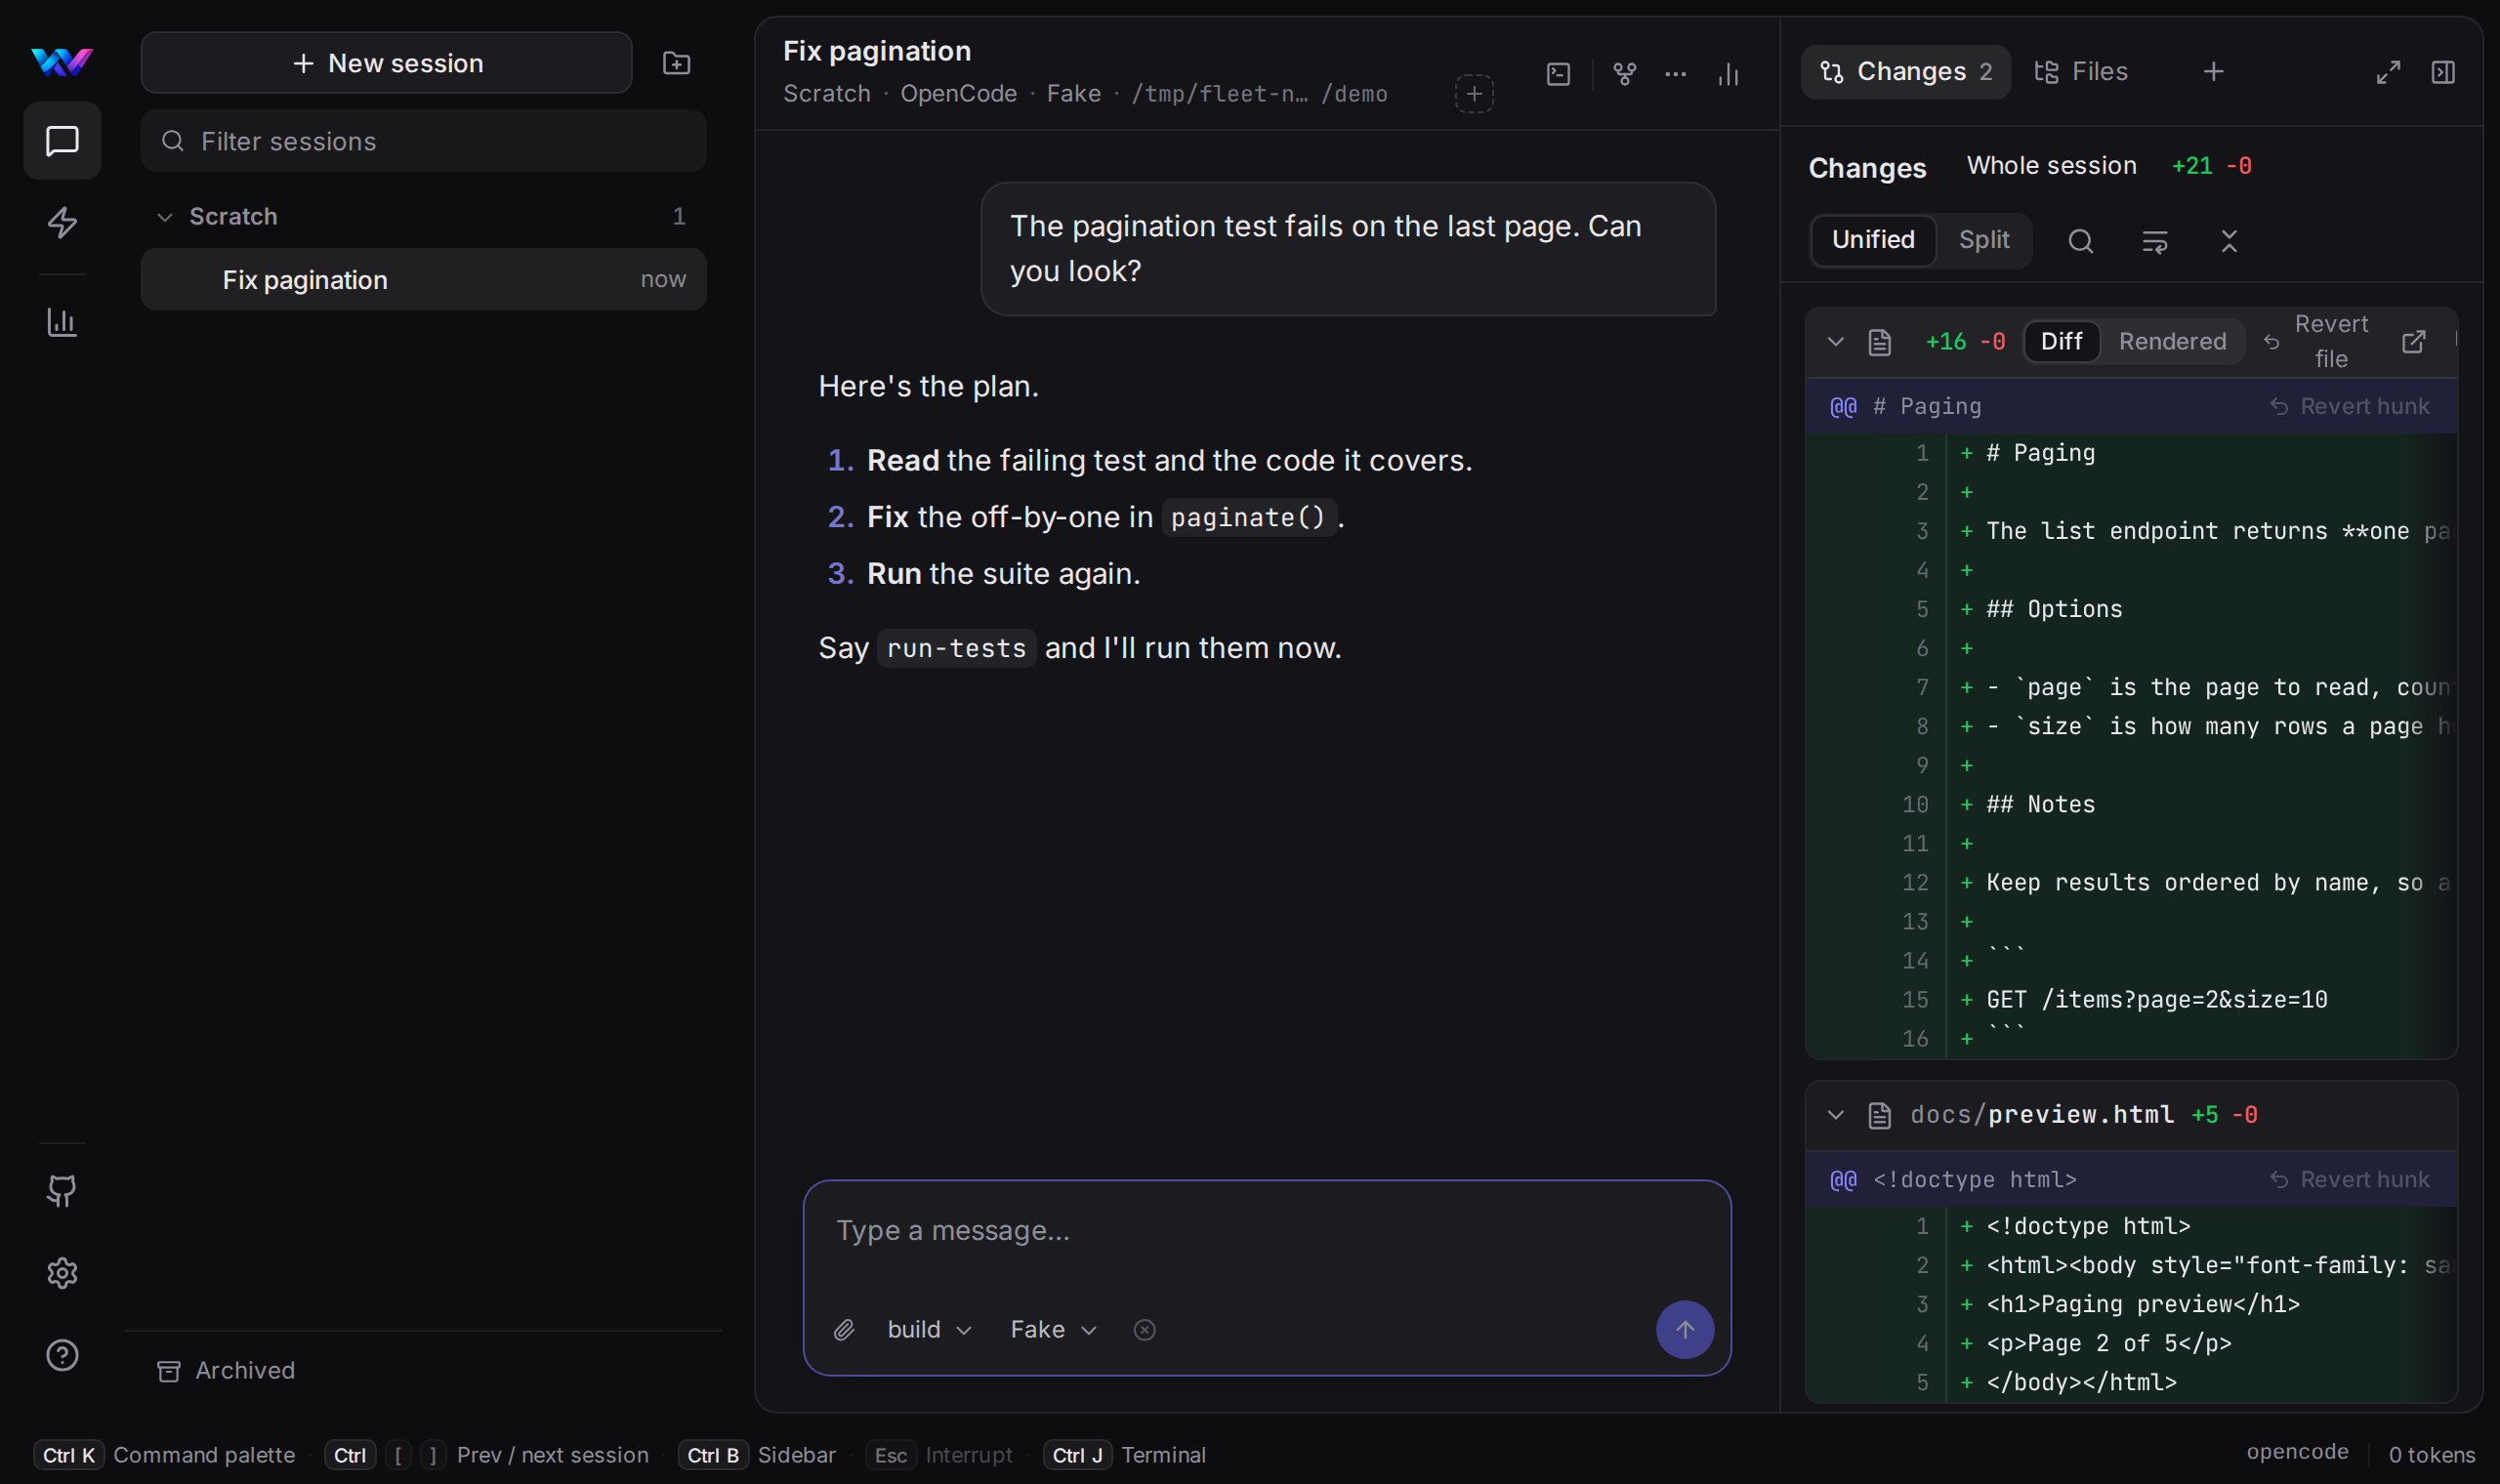 New session
Filter sessions
Scratch 1
Fix pagination now
Archived
Fix pagination
Scratch · OpenCode · Fake · /tmp/fleet-n… /demo
The pagination test fails on the last page. Can
you look?
Here's the plan.
1. Read the failing test and the code it covers.
2. Fix the off-by-one in paginate().
3. Run the suite again.
Say run-tests and I'll run them now.
Type a message...
build Fake
Changes 2 Files
Changes Whole session +21 -0
Unified Split
+16 -0 Diff Rendered Revert file
@@ # Paging Revert hunk
1 + # Paging
2 +
3 + The list endpoint returns **one
4 +
5 + ## Options
6 +
7 + - `page` is the page to read,
8 + - `size` is how many rows a page
9 +
10 + ## Notes
11 +
12 + Keep results ordered by name, so a
13 +
14 + ```
15 + GET /items?page=2&size=10
16 + ```
docs/preview.html +5 -0
@@ <!doctype html> Revert hunk
1 + <!doctype html>
2 + <html><body style="font-family:
3 + <h1>Paging preview</h1>
4 + <p>Page 2 of 5</p>
5 + </body></html>
Ctrl K Command palette · Ctrl [ ] Prev / next session · Ctrl B Sidebar · Esc Interrupt · Ctrl J Terminal
opencode 0 tokens